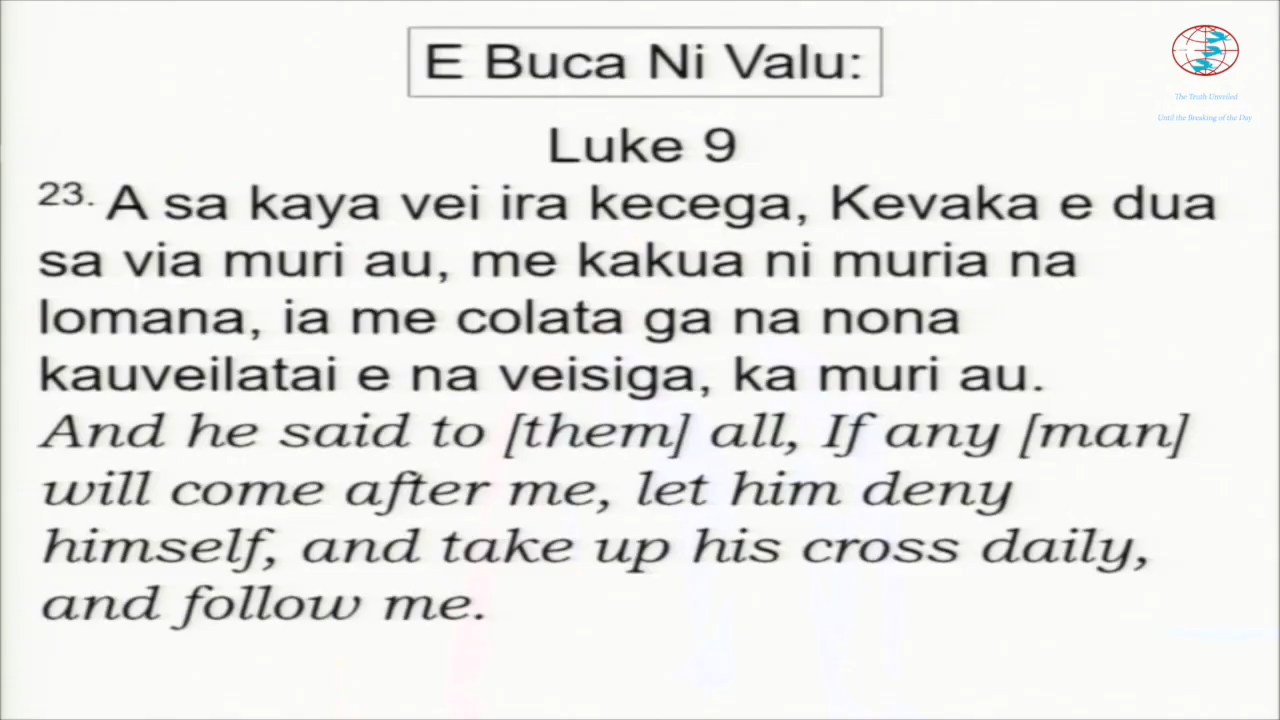 E Buca Ni Valu:
The Truth Unveiled
Until the Breaking of the Day
Luke 9
23. A sa kaya vei ira kecega, Kevaka e dua
sa via muri au, me kakua ni muria na
lomana, ia me colata ga na nona
kauveilatai e na veisiga, ka muri au.
And he said to [them] all, If any [man]
will come after me, let him deny
himself, and take up his cross daily,
and follow me.